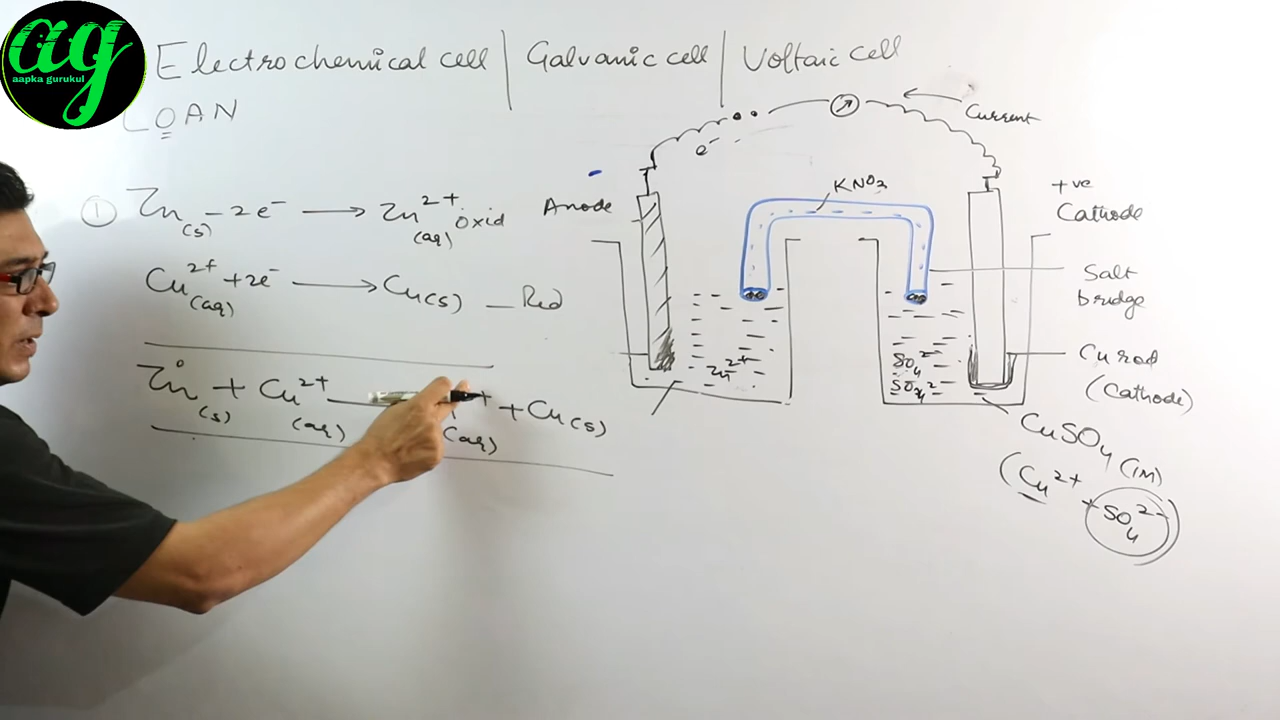 ag
aapka gurukul
Electrochemical cell | Galvanic cell | Voltaic cell
LOAN
Current
e⁻
① Zn(s) - 2e⁻ → Zn²⁺(aq) Oxid
Cu²⁺(aq) + 2e⁻ → Cu(s) — Red
Zn°(s) + Cu²⁺(aq) ²⁺(aq) + Cu(s)
-
Anode
KNO₃
+ve
Cathode
Salt
bridge
Zn²⁺
SO₄²⁻
SO₄²⁻
Cu rod
(Cathode)
CuSO₄ (1M)
(Cu²⁺ + SO₄²⁻)